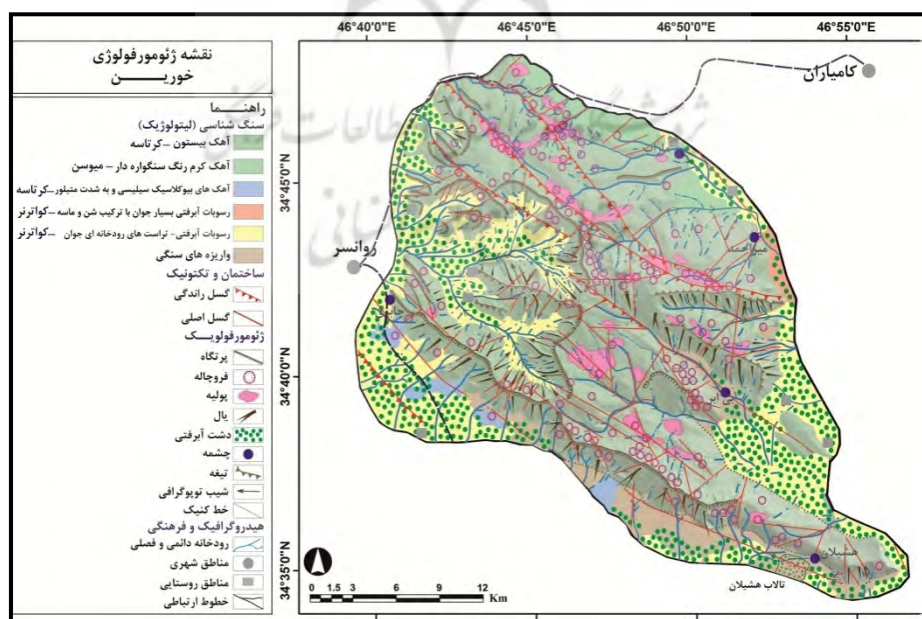 46°40'0"E 46°45'0"E 46°50'0"E 46°55'0"E
نقشه ژئومورفولوژی
خوریـــن
راهنـــما
سنگ شناسی (لیتولوژیک)
آهک بیستون –کرتاسه
آهک کرم رنگ سنگواره دار – میوسن
آهک های بیوکلاسیک سیلیسی و به شدت متبلور–کرتاسه
رسوبات آبرفتی بسیار جوان با ترکیب شن و ماسه –کواترنر
رسوبات آبرفتی- تراست های رودخانه ای جوان –کواترنر
واریزه های سنگی
ساختمان و تکتونیک
گسل راندگی
گسل اصلی
ژئومورفولوژیـک
پرتگاه
فروچاله
پولیه
یال
دشت آبرفتی
چشمه
تیغه
شیب توپوگرافی
خط کنیک
هیدروگرافیک و فرهنگی
رودخانه دائمی و فصلی
مناطق شهری
مناطق روستایی
خطوط ارتباطی
کامیاران
34°45'0"N
میراحمد
روانسر
34°40'0"N
هشیلان
34°35'0"N
تالاب هشیلان
0 1.5 3 6 9 12
Km